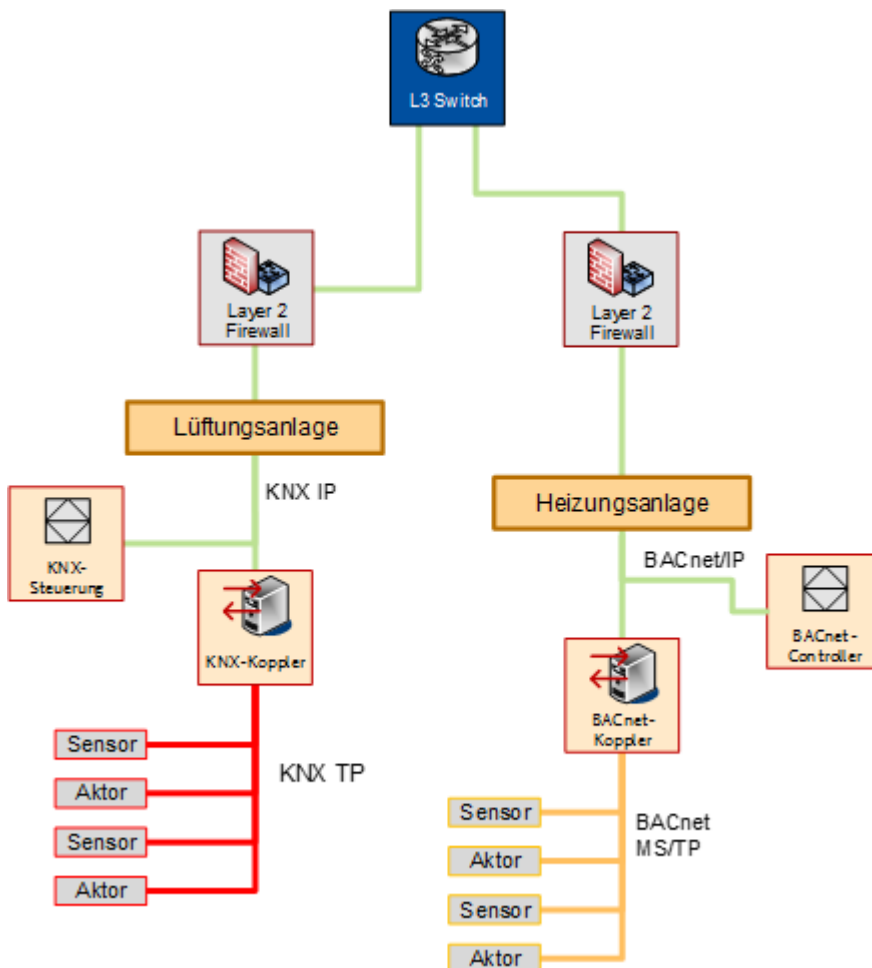 L3 Switch
Layer 2
Firewall
Layer 2
Firewall
Lüftungsanlage
KNX IP
Heizungsanlage
BACnet/IP
KNX-
Steuerung
KNX-Koppler
BACnet-
Controller
BACnet-
Koppler
Sensor
Aktor
Sensor
Aktor
KNX TP
Sensor
Aktor
Sensor
Aktor
BACnet
MS/TP